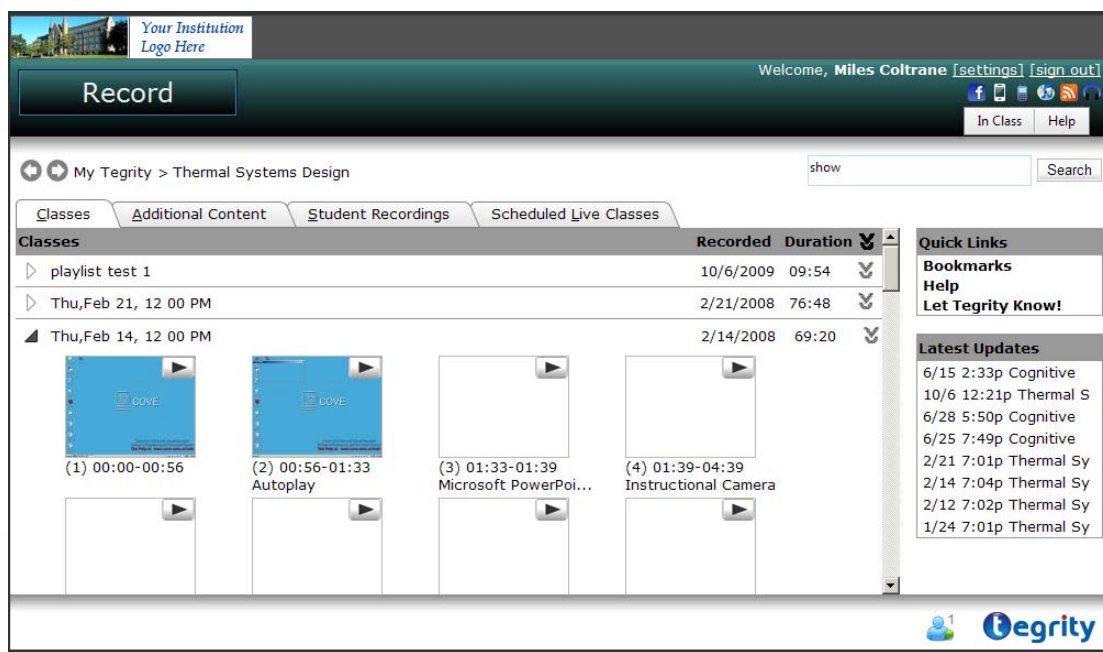 Your Institution
Logo Here
Welcome, Miles Coltrane [settings] [sign out]
Record
In Class Help
My Tegrity > Thermal Systems Design
show
Search
Classes Additional Content Student Recordings Scheduled Live Classes
Classes Recorded Duration
playlist test 1 10/6/2009 09:54
Thu,Feb 21, 12 00 PM 2/21/2008 76:48
Thu,Feb 14, 12 00 PM 2/14/2008 69:20
COVE
COVE
(1) 00:00-00:56
(2) 00:56-01:33
Autoplay
(3) 01:33-01:39
Microsoft PowerPoi...
(4) 01:39-04:39
Instructional Camera
Quick Links
Bookmarks
Help
Let Tegrity Know!
Latest Updates
6/15 2:33p Cognitive
10/6 12:21p Thermal S
6/28 5:50p Cognitive
6/25 7:49p Cognitive
2/21 7:01p Thermal Sy
2/14 7:04p Thermal Sy
2/12 7:02p Thermal Sy
1/24 7:01p Thermal Sy
1
tegrity